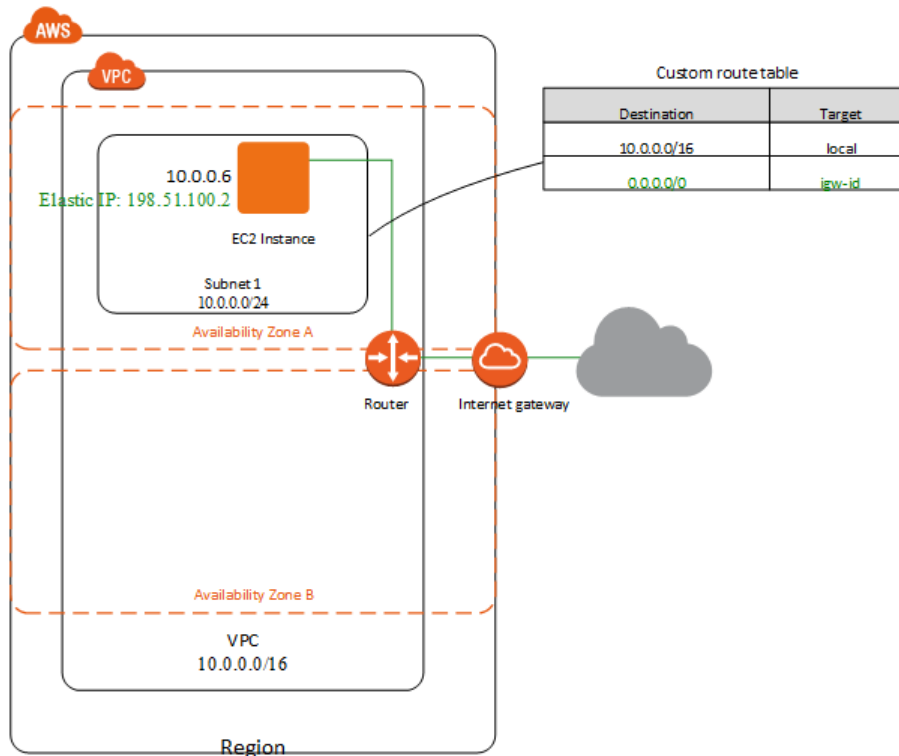 AWS
VPC
Custom route table
Destination Target
10.0.0.0/16 local
0.0.0.0/0 igw-id
10.0.0.6
Elastic IP: 198.51.100.2
EC2 Instance
Subnet 1
10.0.0.0/24
Availability Zone A
Router
Internet gateway
Availability Zone B
VPC
10.0.0.0/16
Region